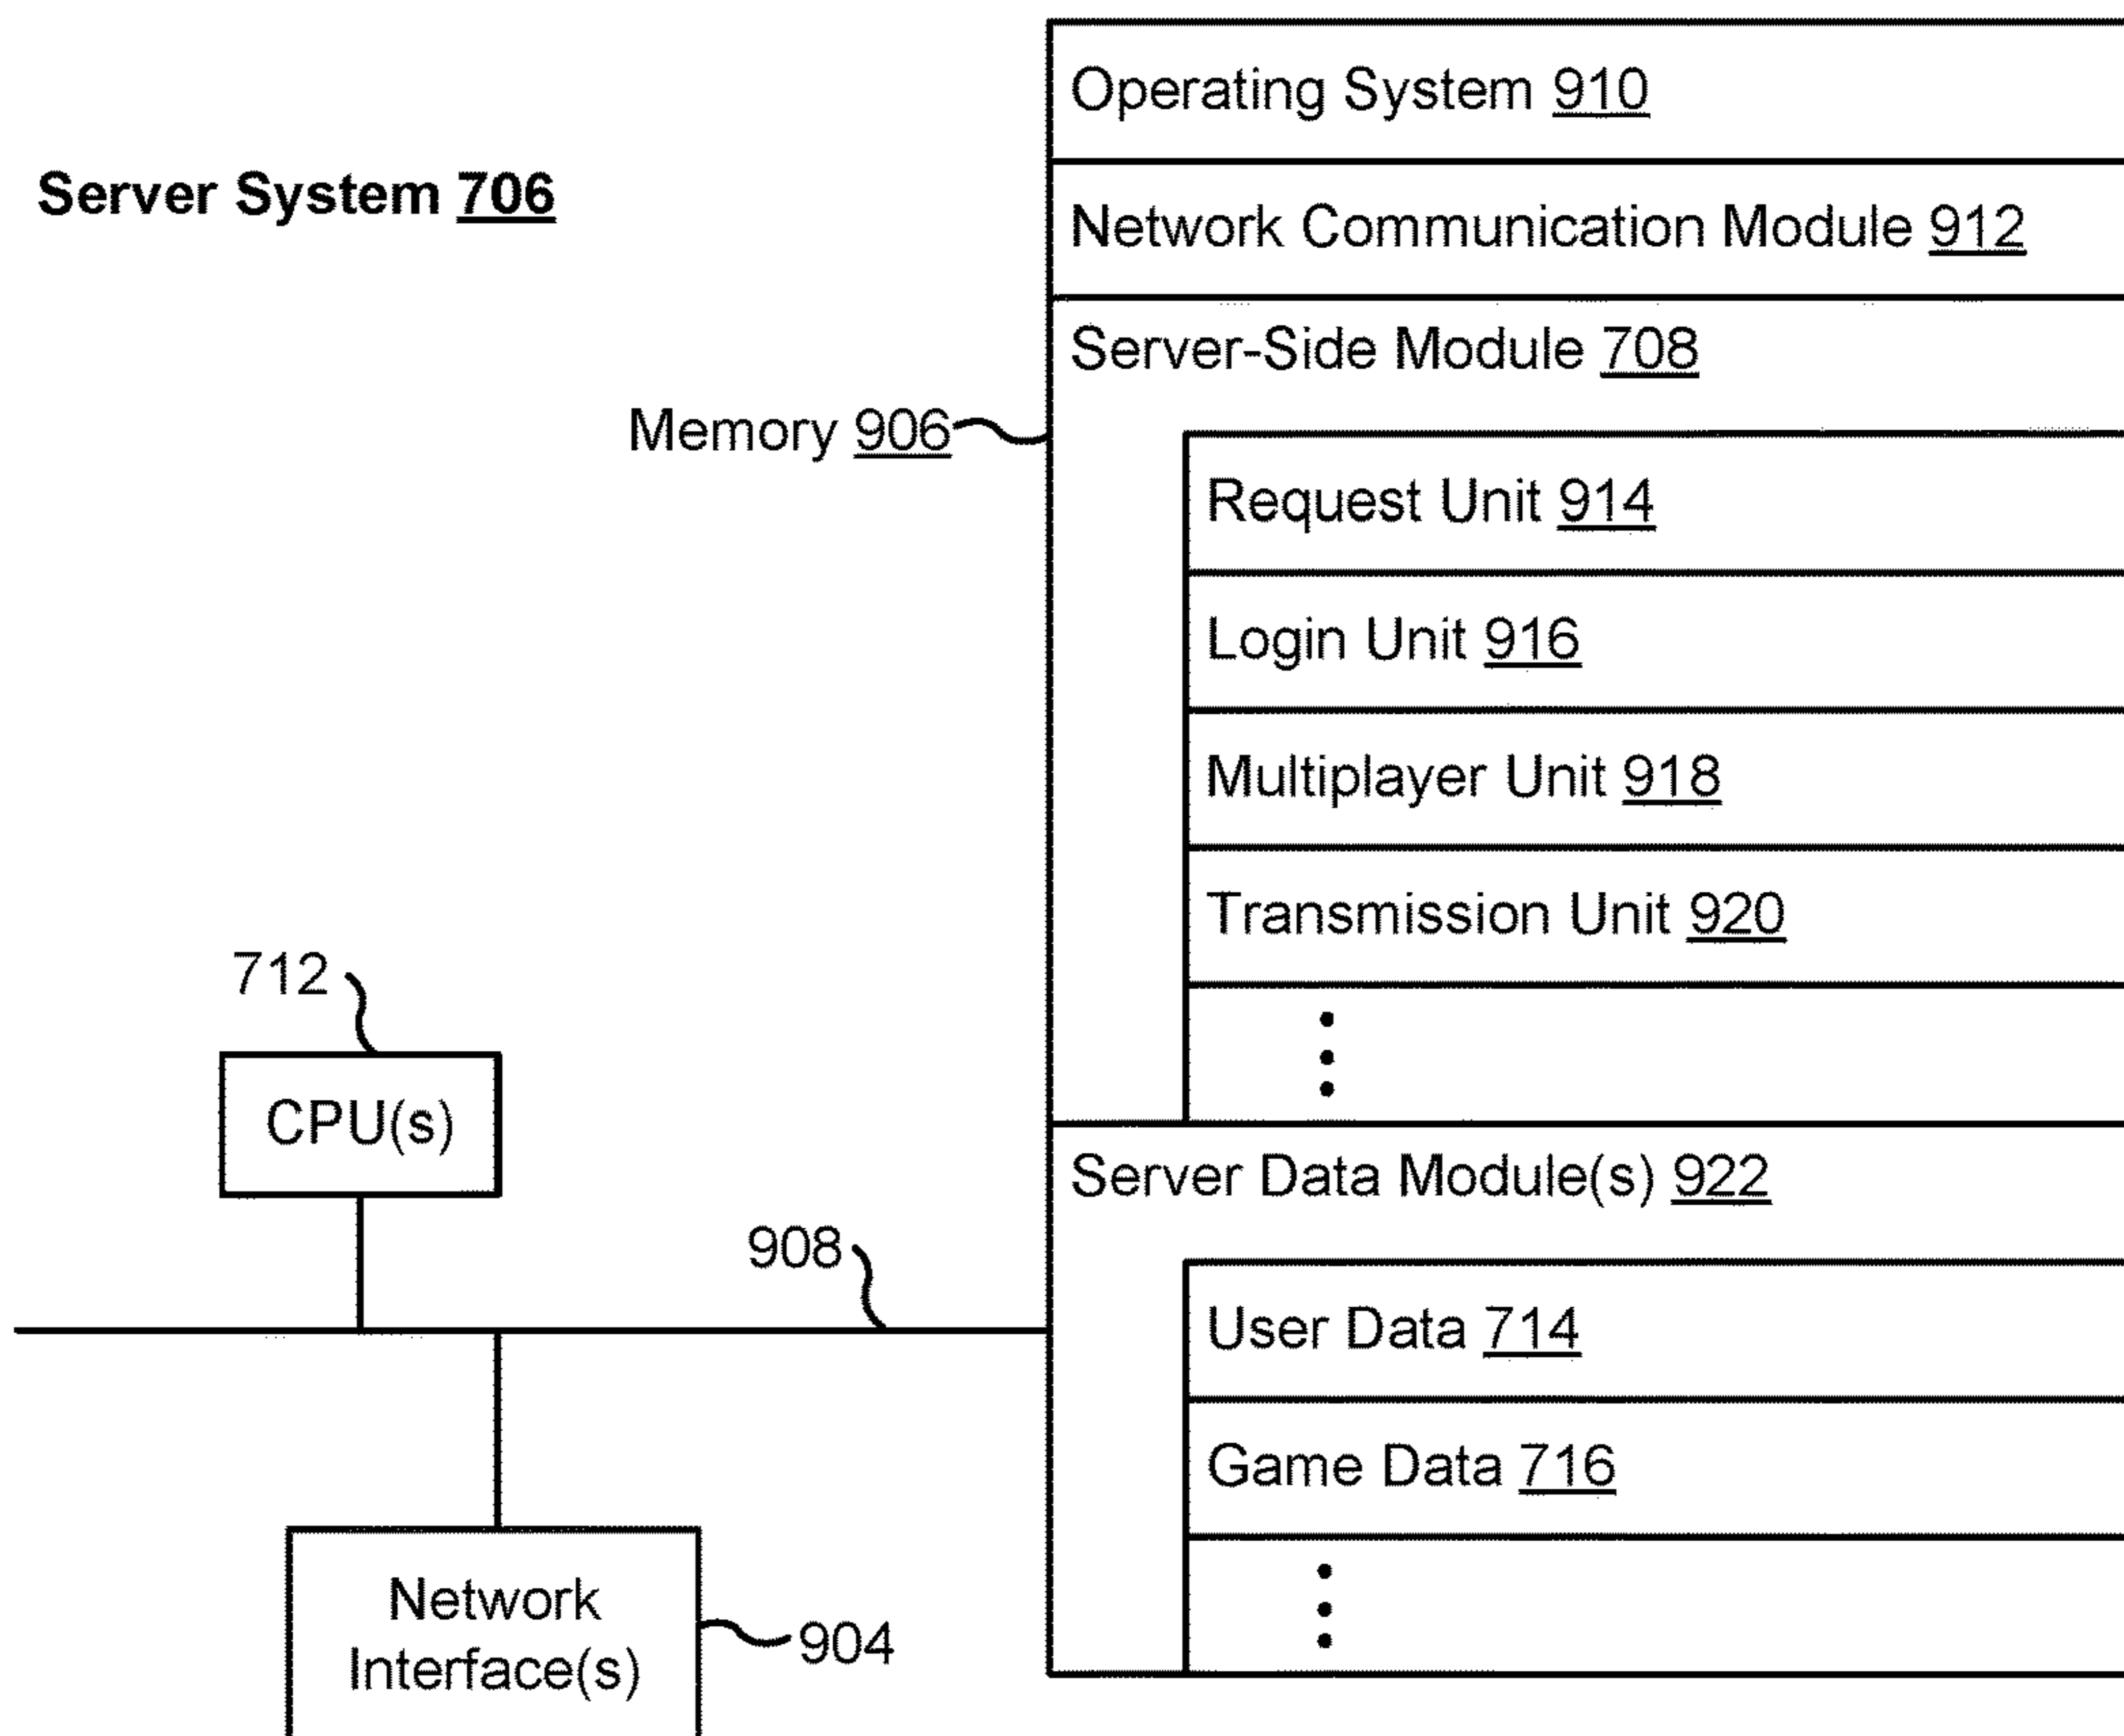 Server System 706
Operating System 910
Network Communication Module 912
Server-Side Module 708
Memory 906
Request Unit 914
Login Unit 916
Multiplayer Unit 918
Transmission Unit 920
712
CPU(s)
Server Data Module(s) 922
908
User Data 714
Game Data 716
Network
Interface(s)
904